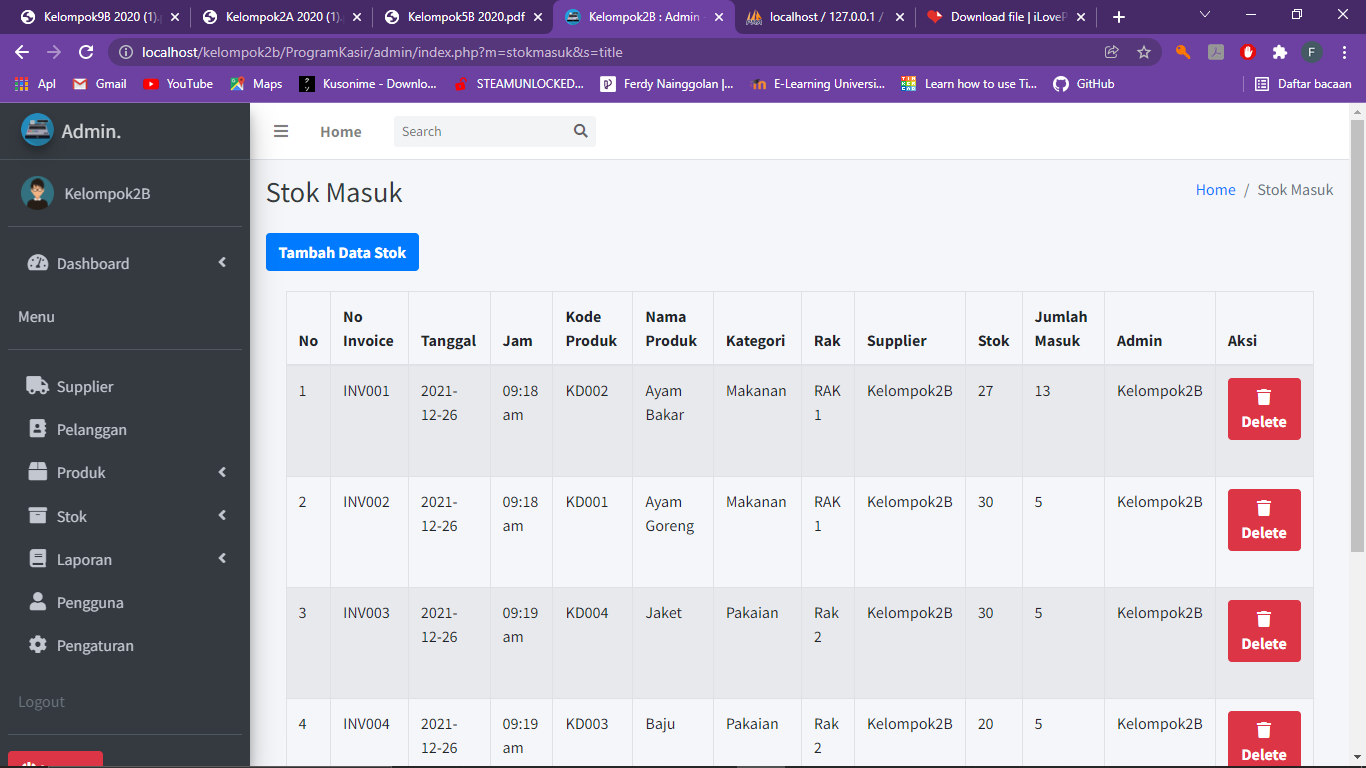 Kelompok9B 2020 (1).
Kelompok2A 2020 (1).
Kelompok5B 2020.pdf
Kelompok2B : Admin
localhost / 127.0.0.1 /
Download file | iLoveP
localhost/kelompok2b/ProgramKasir/admin/index.php?m=stokmasuk&s=title
F
Apl
Gmail
YouTube
Maps
Kusonime - Downlo...
STEAMUNLOCKED...
Ferdy Nainggolan |...
E-Learning Universi...
Learn how to use Ti...
GitHub
Daftar bacaan
Admin.
Home
Search
Kelompok2B
Stok Masuk
Home / Stok Masuk
Tambah Data Stok
Dashboard
Menu
Supplier
Pelanggan
Produk
Stok
Laporan
Pengguna
Pengaturan
Logout
No
No Invoice
Tanggal
Jam
Kode Produk
Nama Produk
Kategori
Rak
Supplier
Stok
Jumlah Masuk
Admin
Aksi
1 INV001 2021-12-26 09:18 am KD002 Ayam Bakar Makanan RAK 1 Kelompok2B 27 13 Kelompok2B Delete
2 INV002 2021-12-26 09:18 am KD001 Ayam Goreng Makanan RAK 1 Kelompok2B 30 5 Kelompok2B Delete
3 INV003 2021-12-26 09:19 am KD004 Jaket Pakaian Rak 2 Kelompok2B 30 5 Kelompok2B Delete
4 INV004 2021-12-26 09:19 am KD003 Baju Pakaian Rak 2 Kelompok2B 20 5 Kelompok2B Delete